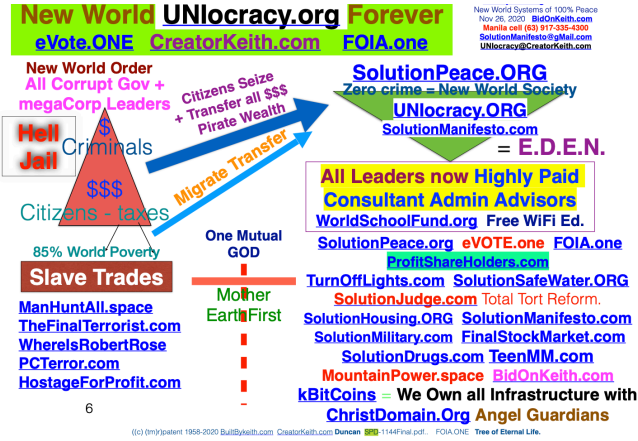 New World UNIocracy.org Forever
eVote.ONE CreatorKeith.com FOIA.one
New World Systems of 100% Peace
Nov 26, 2020 BidOnKeith.com
Manila cell (63) 917-335-4300
SolutionManifesto@gMail.com
UNIocracy@CreatorKeith.com
New World Order
All Corrupt Gov +
megaCorp Leaders
Hell
Jail
$
Criminals
$$$
Citizens - taxes
85% World Poverty
Slave Trades
ManHuntAll.space
TheFinalTerrorist.com
WhereIsRobertRose
PCTerror.com
HostageForProfit.com
6
Citizens Seize
+ Transfer all $$$
Pirate Wealth
Migrate Transfer
One Mutual
GOD
Mother
EarthFirst
SolutionPeace.ORG
Zero crime = New World Society
UNIocracy.ORG
SolutionManifesto.com
= E.D.E.N.
All Leaders now Highly Paid
Consultant Admin Advisors
WorldSchoolFund.org Free WiFi Ed.
SolutionPeace.org eVOTE.one FOIA.one
ProfitShareHolders.com
TurnOffLights.com SolutionSafeWater.ORG
SolutionJudge.com Total Tort Reform.
SolutionHousing.ORG SolutionManifesto.com
SolutionMilitary.com FinalStockMarket.com
SolutionDrugs.com TeenMM.com
MountainPower.space BidOnKeith.com
kBitCoins = We Own all Infrastructure with
ChristDomain.Org Angel Guardians
((c) (tm)r)patent 1958-2020 BuiltBykeith.com CreatorKeith.com Duncan SPD-1144Final.pdf.. FOIA.ONE Tree of Eternal Life.